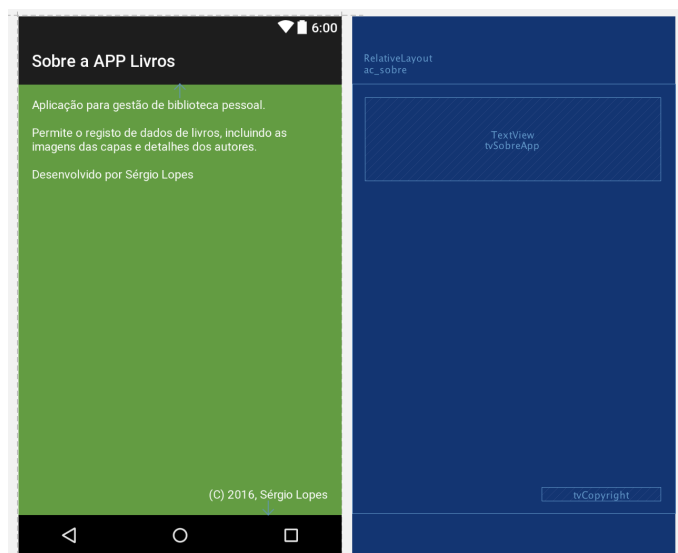 6:00
Sobre a APP Livros
Aplicação para gestão de biblioteca pessoal.
Permite o registo de dados de livros, incluindo as
imagens das capas e detalhes dos autores.
Desenvolvido por Sérgio Lopes
(C) 2016, Sérgio Lopes
RelativeLayout
ac_sobre
TextView
tvSobreApp
tvCopyright